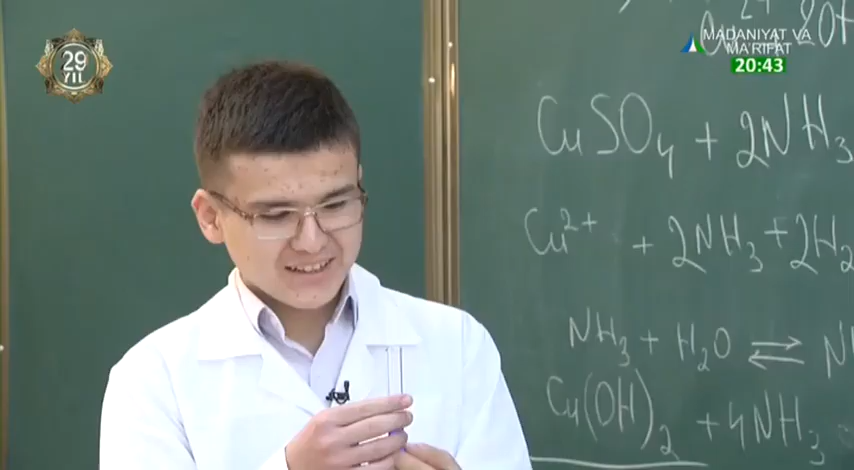 29
YIL
MADANIYAT VA
MA'RIFAT
20:43
CuSO₄ + 2NH₃
Cu²⁺ + 2NH₃ + 2H₂
NH₃ + H₂O ⇌ N
Cu(OH)₂ + 4NH₃